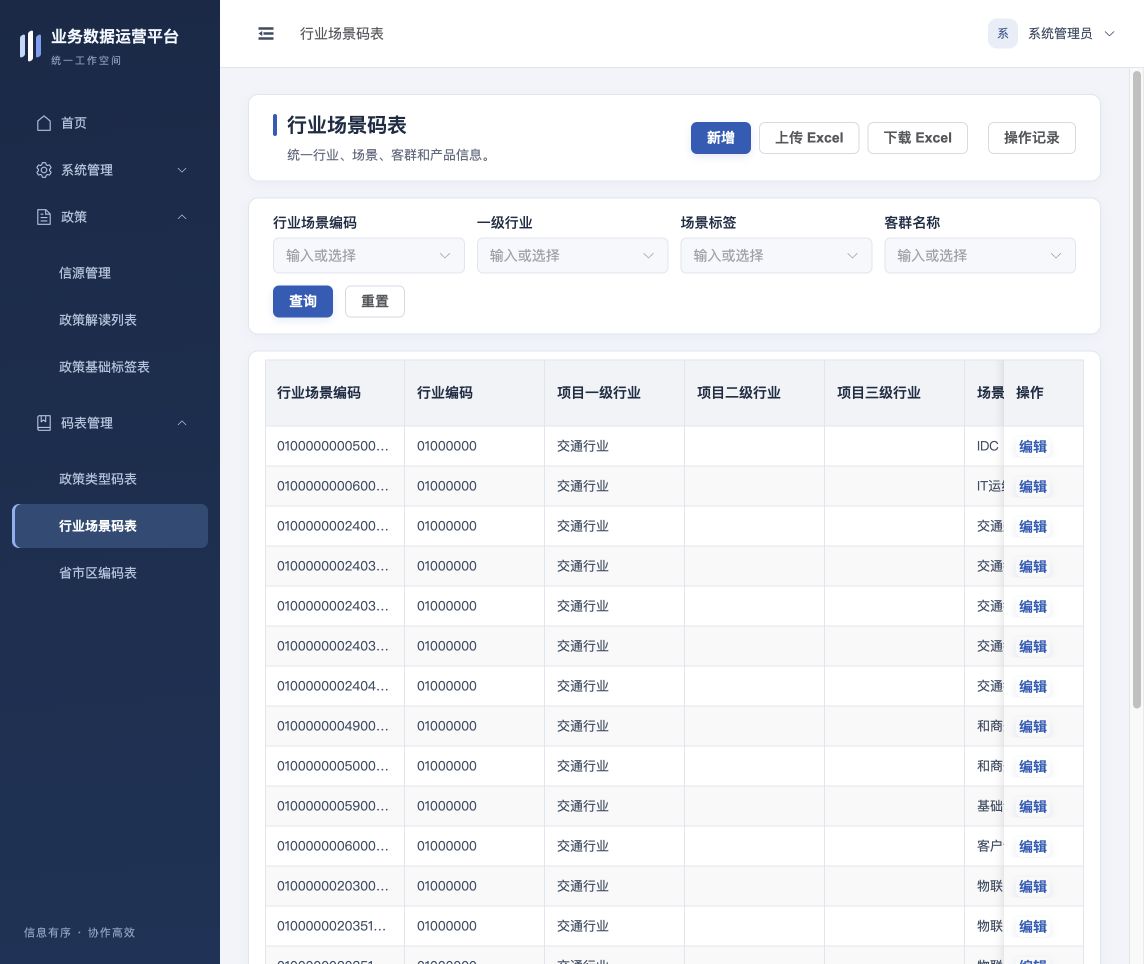 业务数据运营平台
统一工作空间
首页
系统管理
政策
信源管理
政策解读列表
政策基础标签表
码表管理
政策类型码表
行业场景码表
省市区编码表
信息有序 · 协作高效
行业场景码表
系 系统管理员
行业场景码表
统一行业、场景、客群和产品信息。
新增 上传 Excel 下载 Excel 操作记录
行业场景编码 一级行业 场景标签 客群名称
输入或选择 输入或选择 输入或选择 输入或选择
查询 重置
行业场景编码 行业编码 项目一级行业 项目二级行业 项目三级行业 场景 操作
0100000000500... 01000000 交通行业 IDC 编辑
0100000000600... 01000000 交通行业 IT运 编辑
0100000002400... 01000000 交通行业 交通 编辑
0100000002403... 01000000 交通行业 交通 编辑
0100000002403... 01000000 交通行业 交通 编辑
0100000002403... 01000000 交通行业 交通 编辑
0100000002404... 01000000 交通行业 交通 编辑
0100000004900... 01000000 交通行业 和商 编辑
0100000005000... 01000000 交通行业 和商 编辑
0100000005900... 01000000 交通行业 基础 编辑
0100000006000... 01000000 交通行业 客户 编辑
0100000020300... 01000000 交通行业 物联 编辑
0100000020351... 01000000 交通行业 物联 编辑